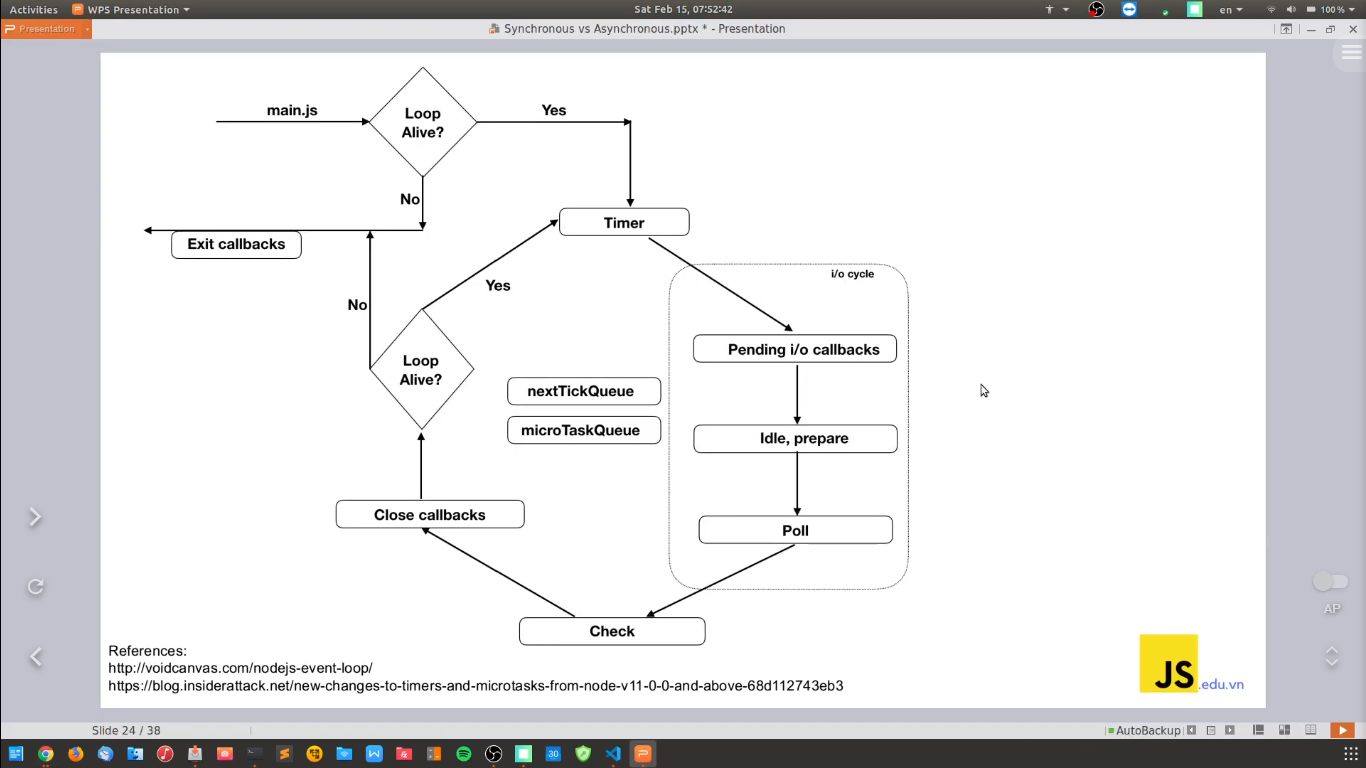 Activities
WPS Presentation
Sat Feb 15, 07:52:42
en
100 %
Presentation
Synchronous vs Asynchronous.pptx * - Presentation
main.js
Loop
Alive?
Yes
No
Timer
Exit callbacks
i/o cycle
Yes
No
Pending i/o callbacks
Loop
Alive?
nextTickQueue
microTaskQueue
Idle, prepare
Close callbacks
Poll
AP
Check
References:
http://voidcanvas.com/nodejs-event-loop/
https://blog.insiderattack.net/new-changes-to-timers-and-microtasks-from-node-v11-0-0-and-above-68d112743eb3
JS.edu.vn
Slide 24 / 38
AutoBackup
30